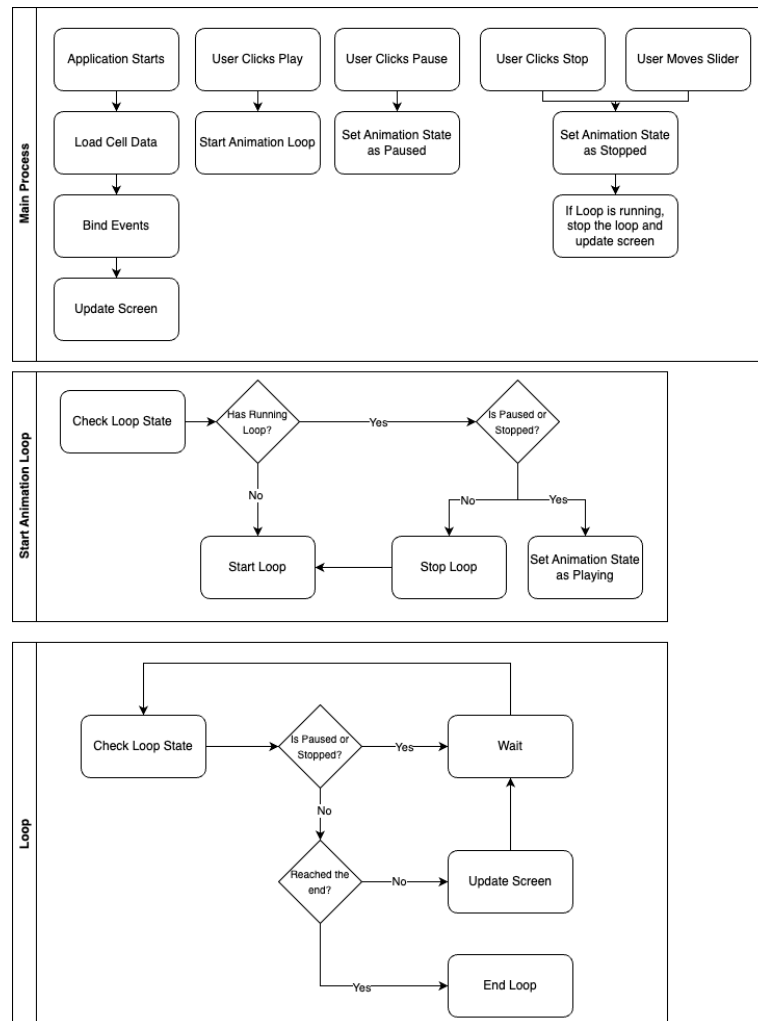 Main Process
Application Starts
User Clicks Play
User Clicks Pause
User Clicks Stop
User Moves Slider
Load Cell Data
Start Animation Loop
Set Animation State
as Paused
Set Animation State
as Stopped
Bind Events
If Loop is running,
stop the loop and
update screen
Update Screen
Start Animation Loop
Check Loop State
Has Running
Loop?
Yes
Is Paused or
Stopped?
No
No
Yes
Start Loop
Stop Loop
Set Animation State
as Playing
Loop
Check Loop State
Is Paused or
Stopped?
Yes
Wait
No
Reached the
end?
No
Update Screen
Yes
End Loop